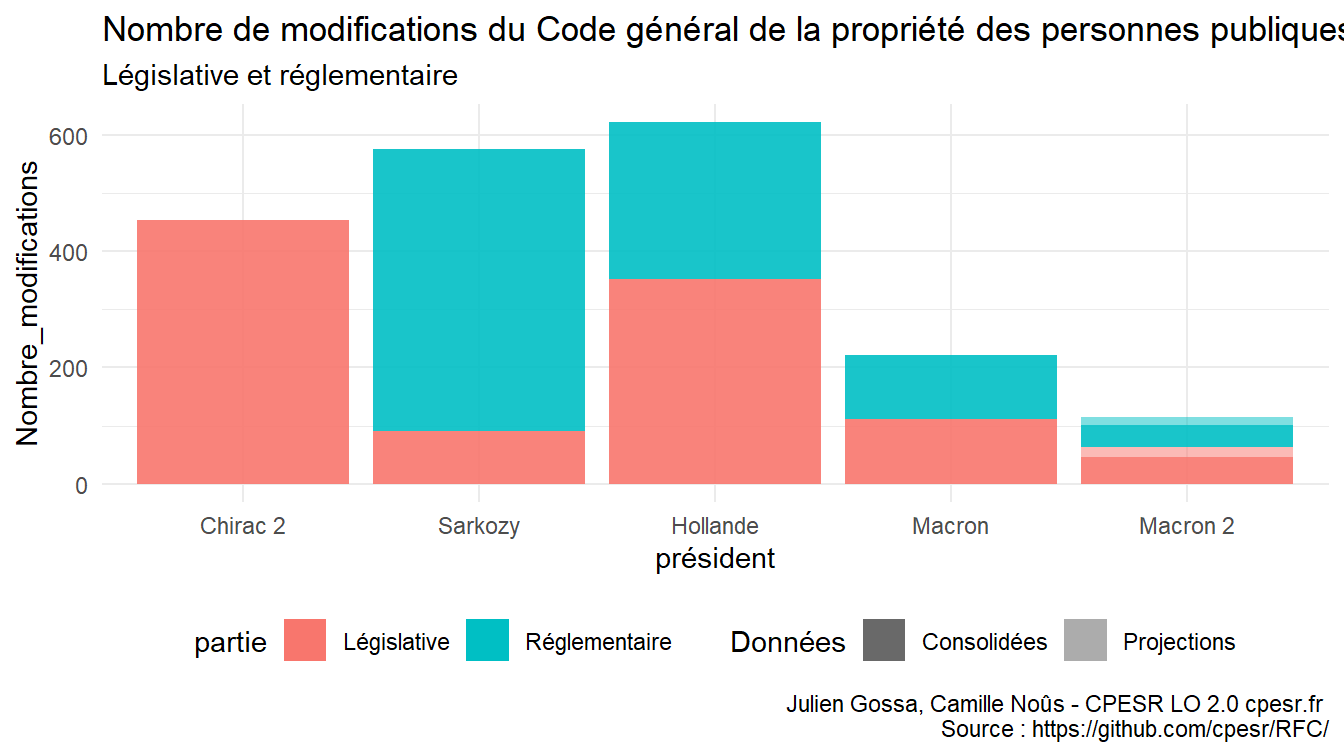 Nombre de modifications du Code général de la propriété des personnes publiques
Législative et réglementaire
Nombre_modifications
600
400
200
0
Chirac 2
Sarkozy
Hollande
Macron
Macron 2
président
partie
Législative
Réglementaire
Données
Consolidées
Projections
Julien Gossa, Camille Noûs - CPESR LO 2.0 cpesr.fr
Source : https://github.com/cpesr/RFC/